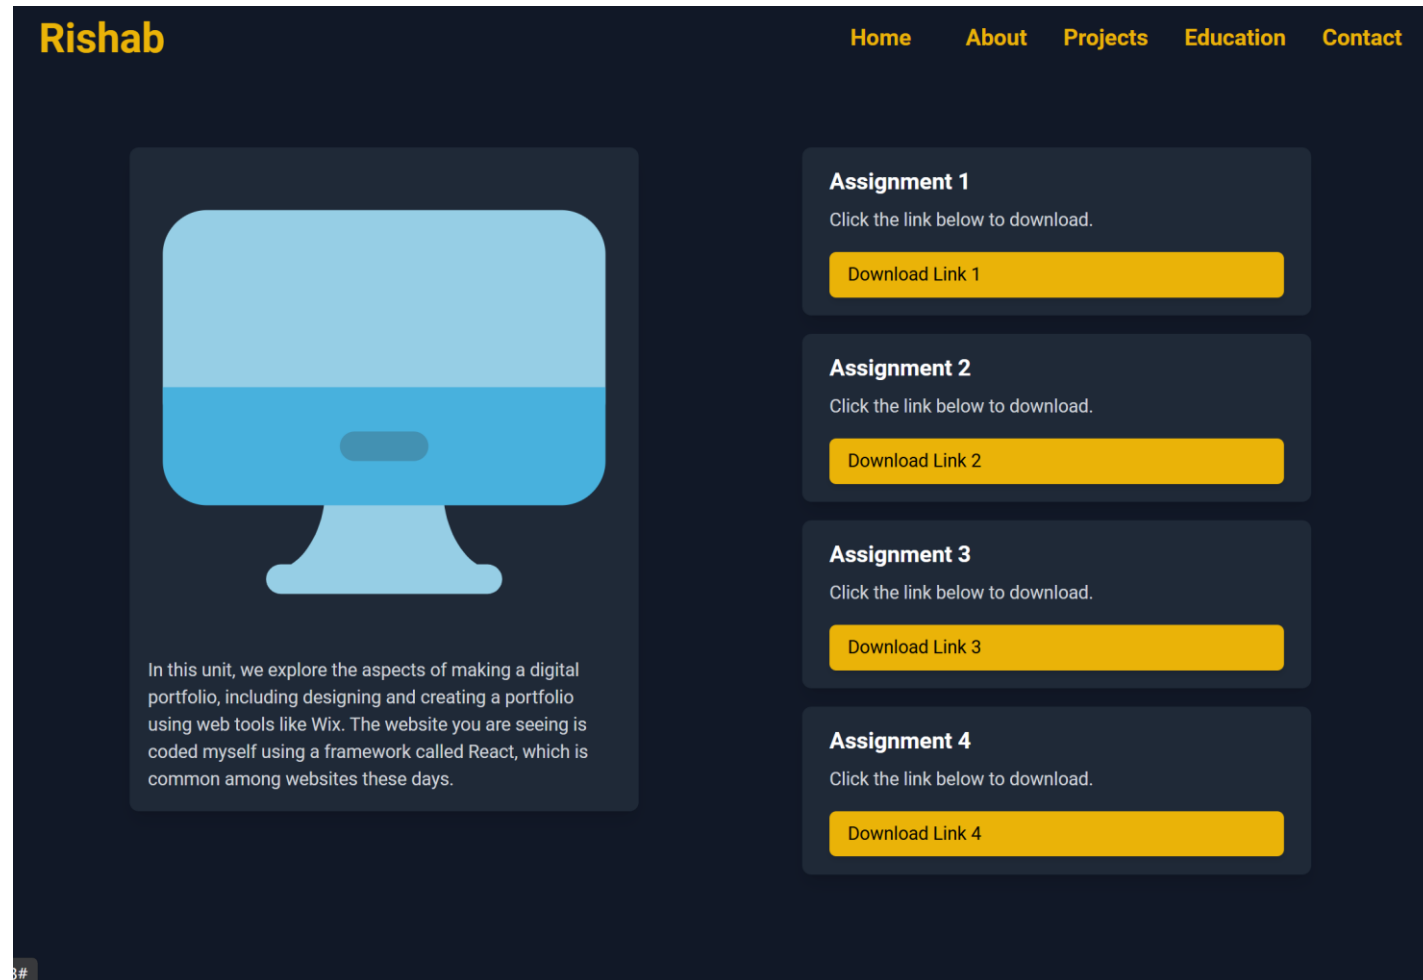 Rishab
Home About Projects Education Contact
In this unit, we explore the aspects of making a digital
portfolio, including designing and creating a portfolio
using web tools like Wix. The website you are seeing is
coded myself using a framework called React, which is
common among websites these days.
Assignment 1
Click the link below to download.
Download Link 1
Assignment 2
Click the link below to download.
Download Link 2
Assignment 3
Click the link below to download.
Download Link 3
Assignment 4
Click the link below to download.
Download Link 4
#